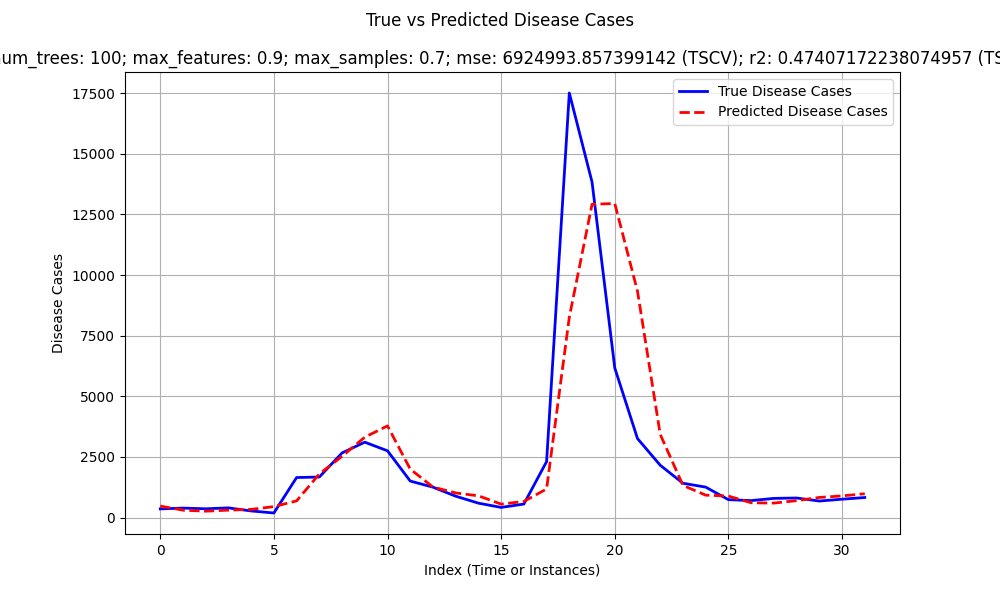 True vs Predicted Disease Cases
num_trees: 100; max_features: 0.9; max_samples: 0.7; mse: 6924993.857399142 (TSCV); r2: 0.47407172238074957 (TS
True Disease Cases
Predicted Disease Cases
17500
15000
12500
10000
7500
5000
2500
0
Disease Cases
0 5 10 15 20 25 30
Index (Time or Instances)